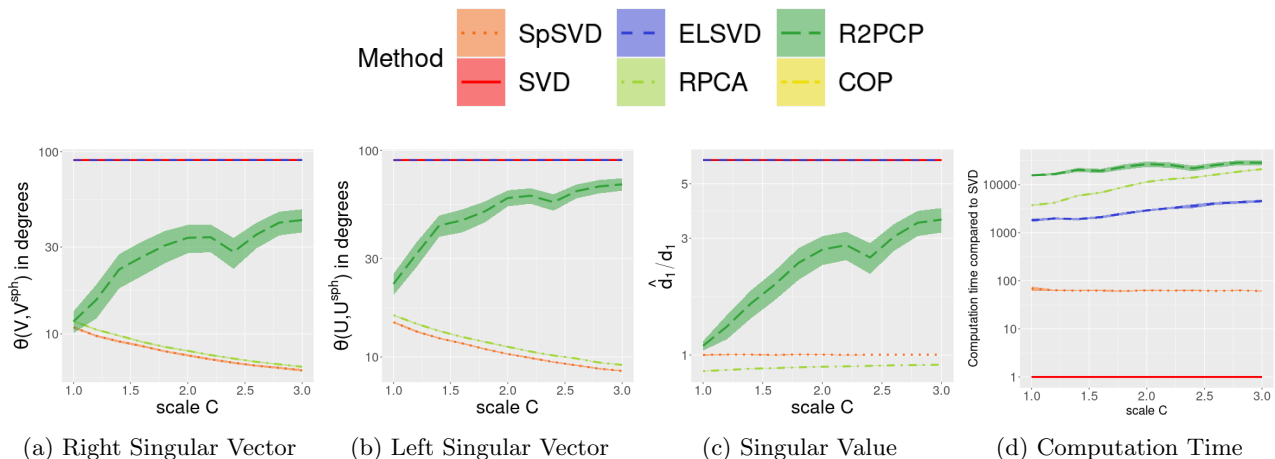 Method
SpSVD
ELSVD
R2PCP
SVD
RPCA
COP
θ(V,V^sph) in degrees
100
30
10
1.0
1.5
2.0
2.5
3.0
scale C
(a) Right Singular Vector
θ(U,U^sph) in degrees
100
30
10
1.0
1.5
2.0
2.5
3.0
scale C
(b) Left Singular Vector
d̂₁/d₁
5
3
1
1.0
1.5
2.0
2.5
3.0
scale C
(c) Singular Value
Computation time compared to SVD
10000
1000
100
10
1
1.0
1.5
2.0
2.5
3.0
scale C
(d) Computation Time